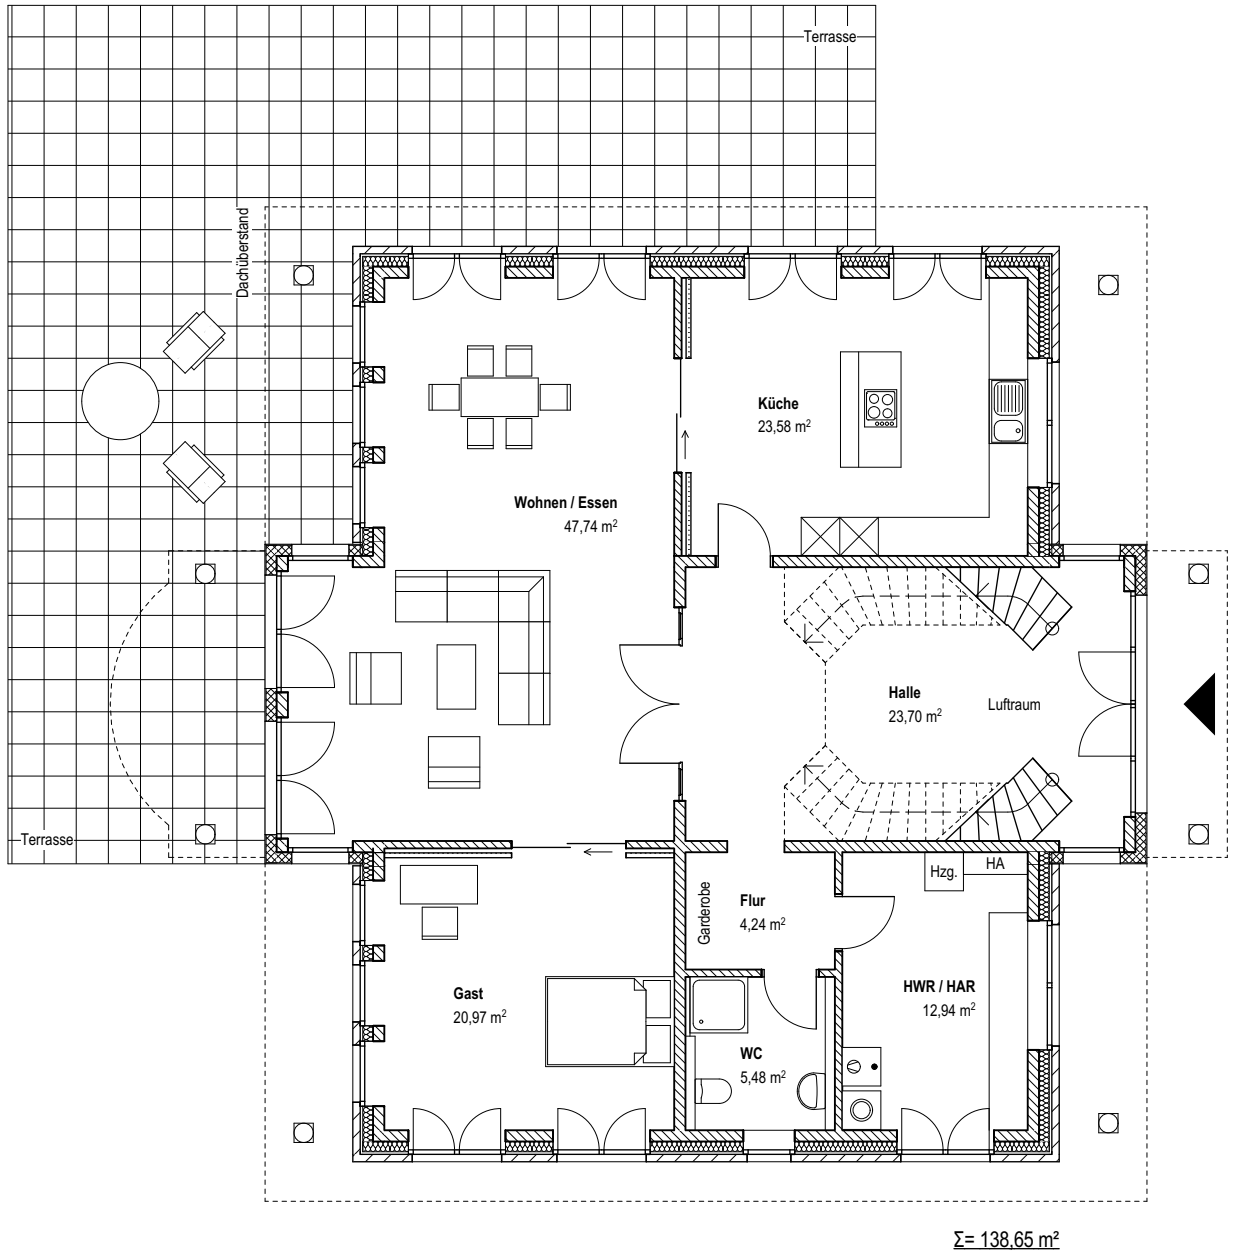 Terrasse
Dachüberstand
Küche
23,58 m²
Wohnen / Essen
47,74 m²
Halle
23,70 m²
Luftraum
Terrasse
Hzg.
HA
Garderobe
Flur
4,24 m²
HWR / HAR
12,94 m²
Gast
20,97 m²
WC
5,48 m²
Σ= 138,65 m²